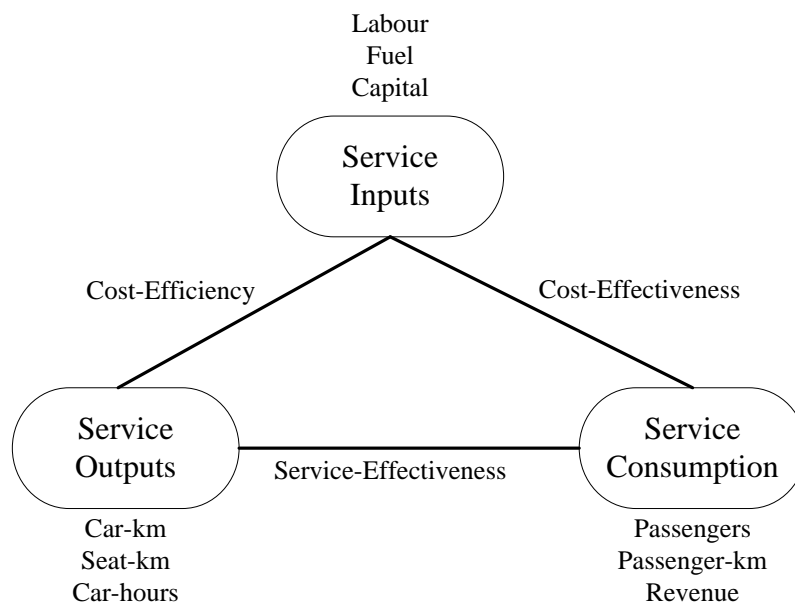 Labour
Fuel
Capital
Service
Inputs
Cost-Efficiency
Cost-Effectiveness
Service
Outputs
Service-Effectiveness
Service
Consumption
Car-km
Seat-km
Car-hours
Passengers
Passenger-km
Revenue